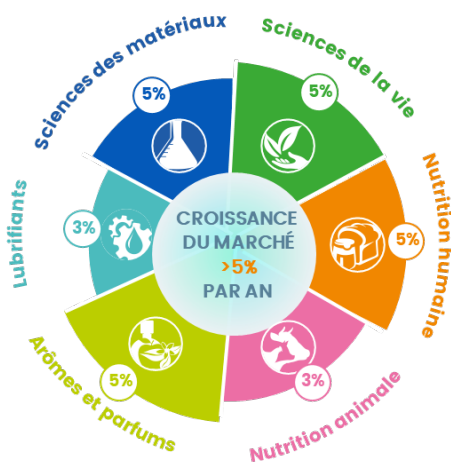 Sciences des matériaux
5%
Sciences de la vie
5%
Nutrition humaine
5%
Nutrition animale
3%
Arômes et parfums
5%
Lubrifiants
3%
CROISSANCE
DU MARCHÉ
>5%
PAR AN